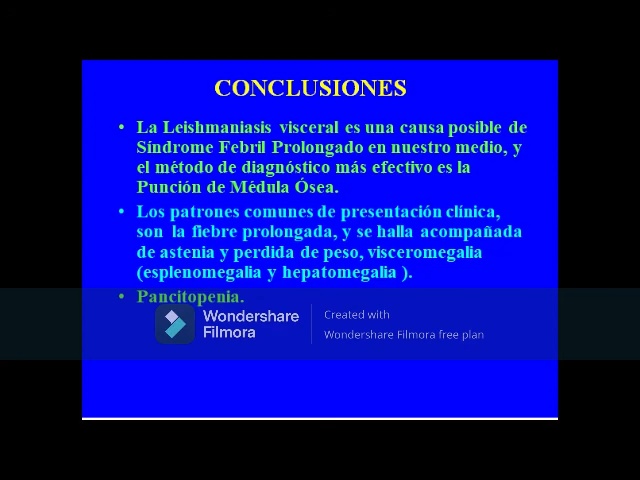 CONCLUSIONES
• La Leishmaniasis visceral es una causa posible de
Síndrome Febril Prolongado en nuestro medio, y
el método de diagnóstico más efectivo es la
Punción de Médula Ósea.
• Los patrones comunes de presentación clínica,
son la fiebre prolongada, y se halla acompañada
de astenia y perdida de peso, visceromegalia
(esplenomegalia y hepatomegalia ).
• Pancitopenia.
Wondershare
Filmora
Created with
Wondershare Filmora free plan